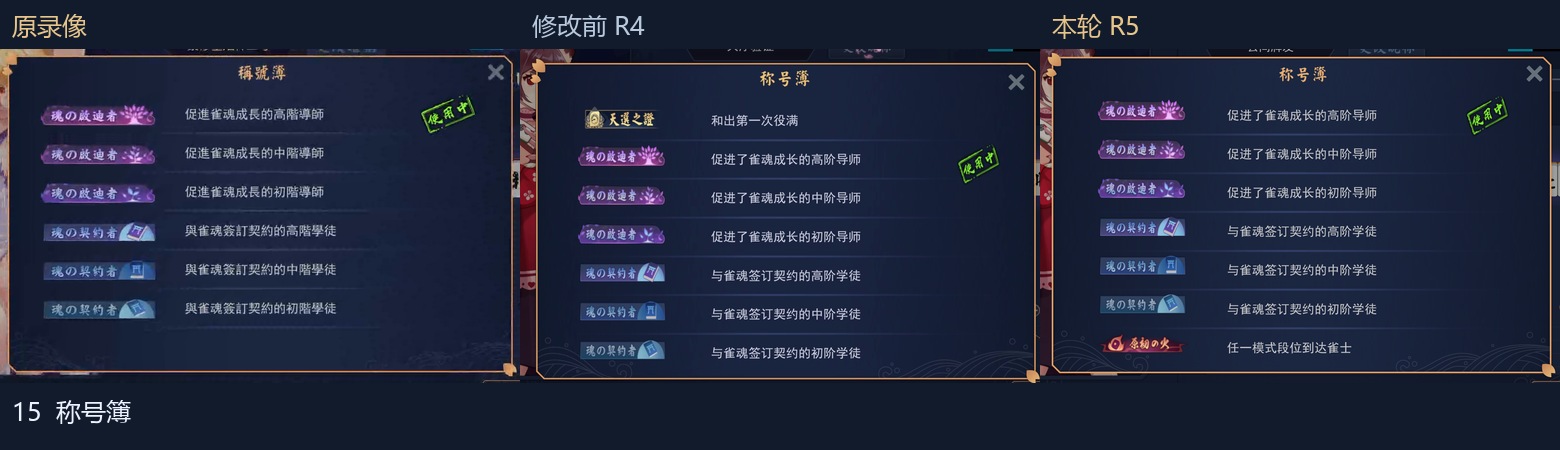 原录像
修改前 R4
本轮 R5
稱號簿
魂の啟迪者 促進雀魂成長的高階導師 使用中
魂の啟迪者 促進雀魂成長的中階導師
魂の啟迪者 促進雀魂成長的初階導師
魂の契約者 與雀魂簽訂契約的高階學徒
魂の契約者 與雀魂簽訂契約的中階學徒
魂の契約者 與雀魂簽訂契約的初階學徒
称号簿
天選之證 和出第一次役满
魂の啟迪者 促进了雀魂成长的高阶导师 使用中
魂の啟迪者 促进了雀魂成长的中阶导师
魂の啟迪者 促进了雀魂成长的初阶导师
魂の契約者 与雀魂签订契约的高阶学徒
魂の契約者 与雀魂签订契约的中阶学徒
魂の契約者 与雀魂签订契约的初阶学徒
称号簿
魂の啟迪者 促进了雀魂成长的高阶导师 使用中
魂の啟迪者 促进了雀魂成长的中阶导师
魂の啟迪者 促进了雀魂成长的初阶导师
魂の契約者 与雀魂签订契约的高阶学徒
魂の契約者 与雀魂签订契约的中阶学徒
魂の契約者 与雀魂签订契约的初阶学徒
原初の火 任一模式段位到达雀士
15 称号簿